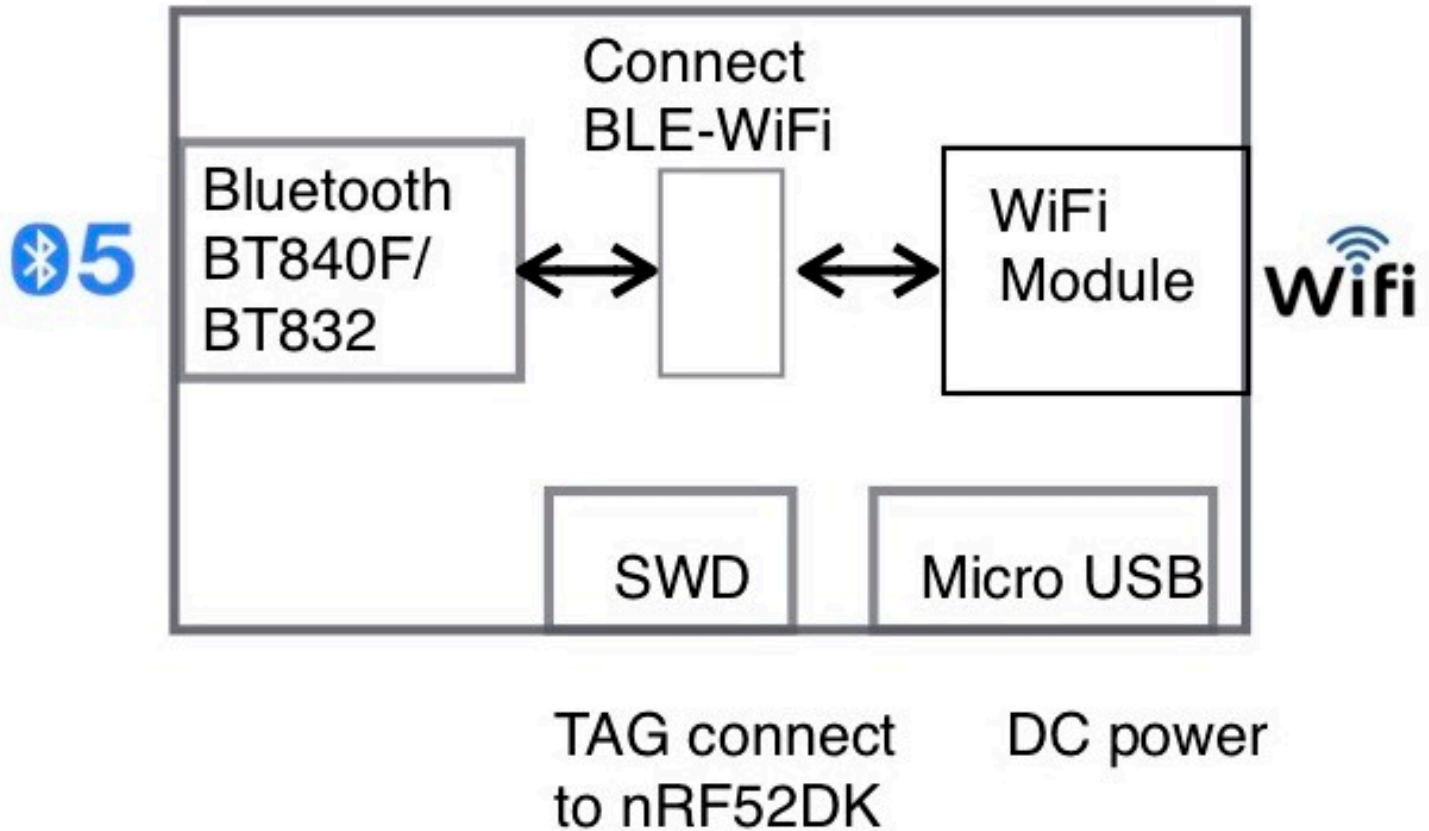 Connect
BLE-WiFi
Bluetooth
BT840F/
BT832
5
WiFi
Module
Wifi
SWD
Micro USB
TAG connect
to nRF52DK
DC power